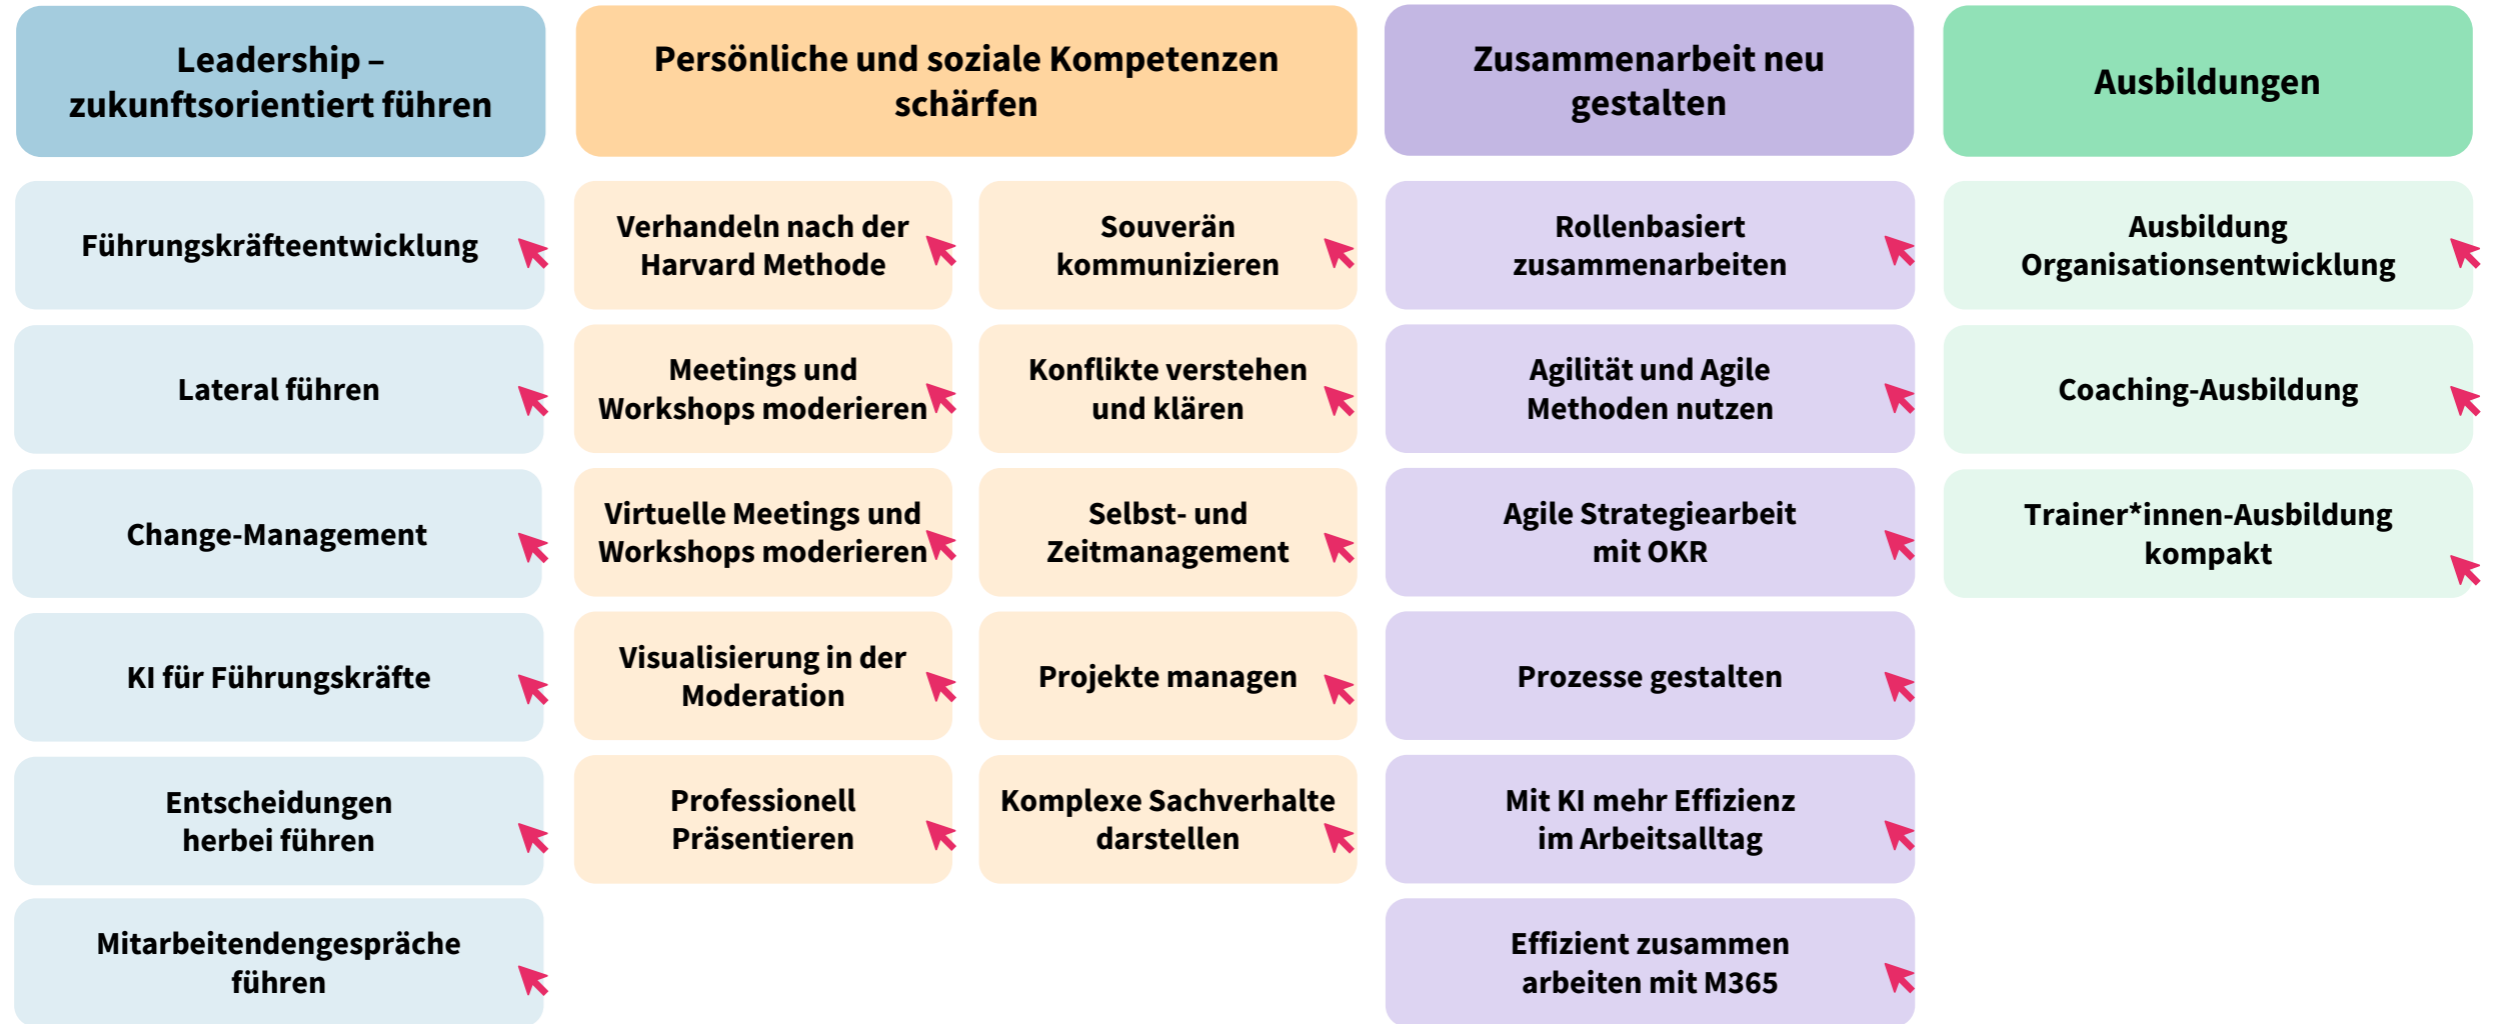 Leadership –
zukunftsorientiert führen
Führungskräfteentwicklung
Lateral führen
Change-Management
KI für Führungskräfte
Entscheidungen
herbei führen
Mitarbeitendengespräche
führen
Persönliche und soziale Kompetenzen
schärfen
Verhandeln nach der
Harvard Methode
Meetings und
Workshops moderieren
Virtuelle Meetings und
Workshops moderieren
Visualisierung in der
Moderation
Professionell
Präsentieren
Souverän
kommunizieren
Konflikte verstehen
und klären
Selbst- und
Zeitmanagement
Projekte managen
Komplexe Sachverhalte
darstellen
Zusammenarbeit neu
gestalten
Rollenbasiert
zusammenarbeiten
Agilität und Agile
Methoden nutzen
Agile Strategiearbeit
mit OKR
Prozesse gestalten
Mit KI mehr Effizienz
im Arbeitsalltag
Effizient zusammen
arbeiten mit M365
Ausbildungen
Ausbildung
Organisationsentwicklung
Coaching-Ausbildung
Trainer*innen-Ausbildung
kompakt